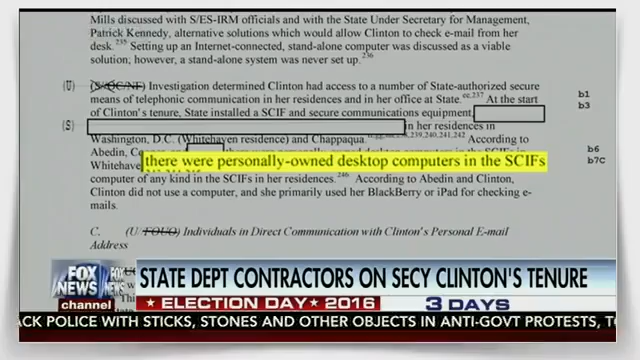 Mills discussed with S/ES-IRM officials and with the State Under Secretary for Management,
Patrick Kennedy, alternative solutions which would allow Clinton to check e-mail from her
desk.235 Setting up an Internet-connected, stand-alone computer was discussed as a viable
solution; however, a stand-alone system was never set up.236
(U) (S//OC/NF) Investigation determined Clinton had access to a number of State-authorized secure
means of telephonic communication in her residences and in her office at State. At the start b1
of Clinton's tenure, State installed a SCIF and secure communications equipment, b3
(S) in her residences in
Washington, D.C. (Whitehaven residence) and Chappaqua. According to
Abedin, b6
there were personally-owned desktop computers in the SCIFs
Whitehave b7C
computer of any kind in the SCIFs in her residences.246 According to Abedin and Clinton,
Clinton did not use a computer, and she primarily used her BlackBerry or iPad for checking e-
mails.
C. (U FOUO) Individuals in Direct Communication with Clinton's Personal E-mail
Address
This
FOX
NEWS
channel
STATE DEPT CONTRACTORS ON SECY CLINTON'S TENURE
ELECTION DAY ★ 2016
3 DAYS
ACK POLICE WITH STICKS, STONES AND OTHER OBJECTS IN ANTI-GOVT PROTESTS, TO